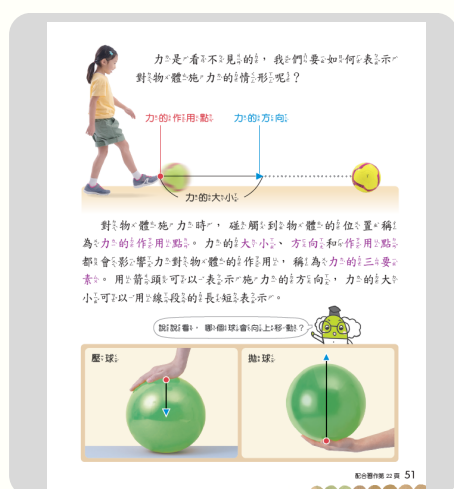 力是看不見的，我們要如何表示
對物體施力的情形呢？
力的作用點
力的方向
力的大小
對物體施力時，碰觸到物體的位置稱
為力的作用點。力的大小、方向和作用點
都會影響力對物體的作用，稱為力的三要
素。用箭頭可以表示施力的方向，力的大
小可以用線段的長短表示。
說說看，哪個球會向上移動？
壓球
拋球
配合習作第 22 頁 51